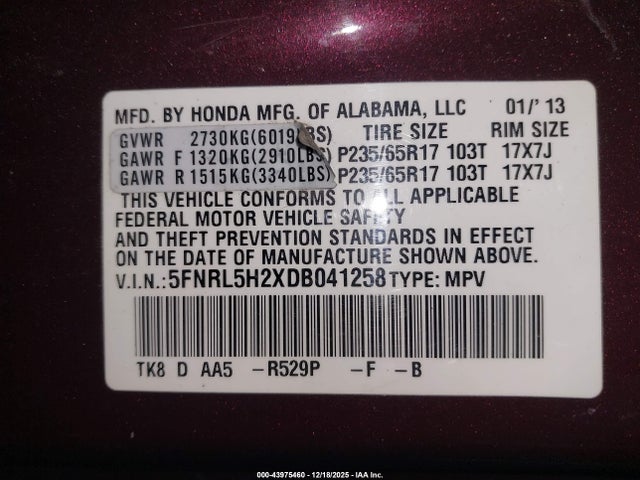 MFD. BY HONDA MFG. OF ALABAMA, LLC 01/'13
GVWR 2730KG(6019LBS) TIRE SIZE RIM SIZE
GAWR F 1320KG(2910LBS) P235/65R17 103T 17X7J
GAWR R 1515KG(3340LBS) P235/65R17 103T 17X7J
THIS VEHICLE CONFORMS TO ALL APPLICABLE
FEDERAL MOTOR VEHICLE SAFETY
AND THEFT PREVENTION STANDARDS IN EFFECT
ON THE DATE OF MANUFACTURE SHOWN ABOVE.
V.I.N.:5FNRL5H2XDB041258 TYPE: MPV
TK8 D AA5 -R529P -F -B
000-43975460 - 12/18/2025 - IAA Inc.